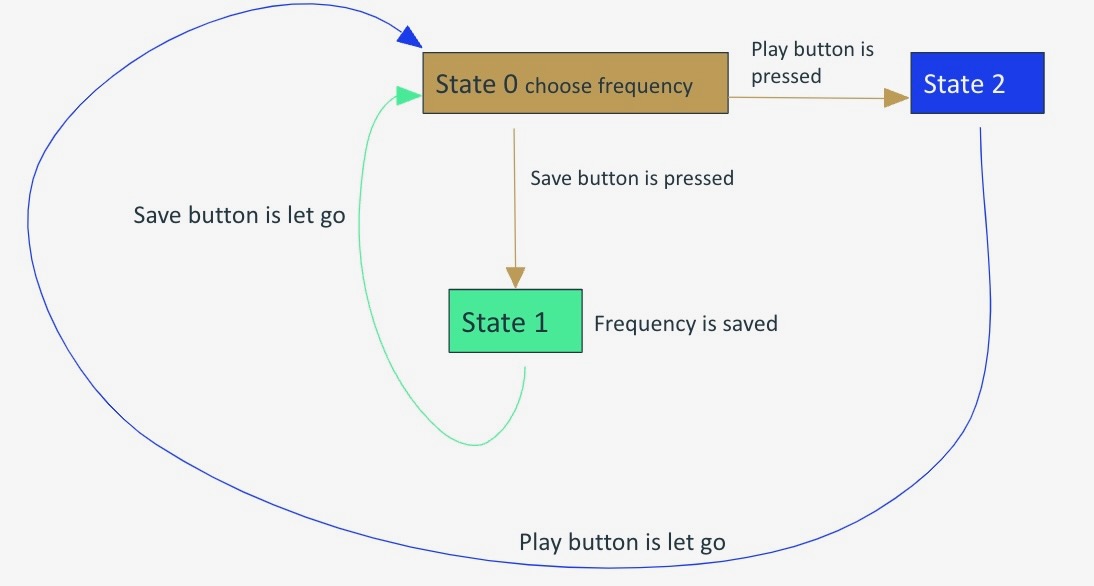 Play button is
pressed
State 0 choose frequency
State 2
Save button is pressed
Save button is let go
State 1
Frequency is saved
Play button is let go